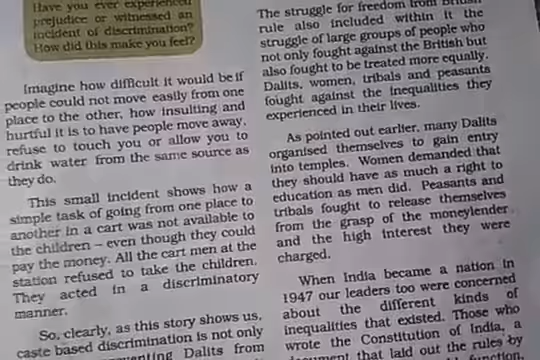 Have you ever experienced
prejudice or witnessed an
incident of discrimination?
How did this make you feel?
Imagine how difficult it would be if
people could not move easily from one
place to the other, how insulting and
hurtful it is to have people move away,
refuse to touch you or allow you to
drink water from the same source as
they do.
This small incident shows how a
simple task of going from one place to
another in a cart was not available to
the children – even though they could
pay the money. All the cart men at the
station refused to take the children.
They acted in a discriminatory
manner.
So, clearly, as this story shows us,
caste based discrimination is not only
Dalits from
The struggle for freedom from British
rule also included within it the
struggle of large groups of people who
not only fought against the British but
also fought to be treated more equally.
Dalits, women, tribals and peasants
fought against the inequalities they
experienced in their lives.
As pointed out earlier, many Dalits
organised themselves to gain entry
into temples. Women demanded that
they should have as much a right to
education as men did. Peasants and
tribals fought to release themselves
from the grasp of the moneylender
and the high interest they were
charged.
When India became a nation in
1947 our leaders too were concerned
about the different kinds of
inequalities that existed. Those who
wrote the Constitution of India, a
document that laid out the rules by